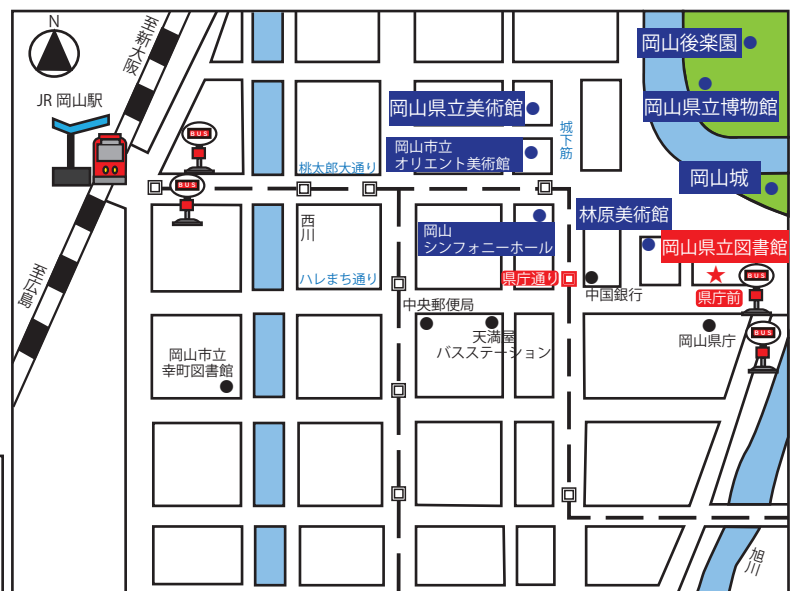 N
至新大阪
JR 岡山駅
BUS
BUS
岡山後楽園
岡山県立博物館
岡山県立美術館
城下筋
岡山市立
オリエント美術館
桃太郎大通り
岡山城
林原美術館
西川
岡山
シンフォニーホール
岡山県立図書館
至広島
ハレまち通り
県庁通り
中国銀行
BUS
県庁前
中央郵便局
天満屋
バスステーション
岡山県庁
BUS
岡山市立
幸町図書館
旭川